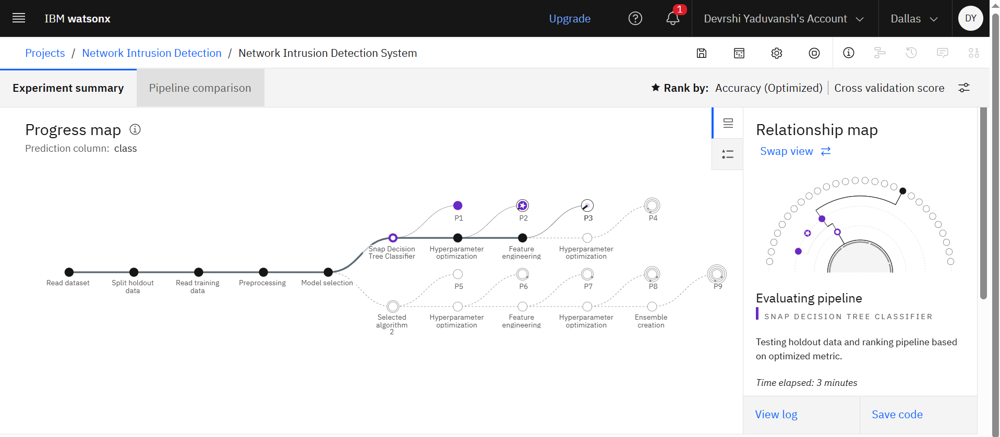 IBM watsonx
Upgrade
1
Devrshi Yaduvansh's Account
Dallas
DY
Projects / Network Intrusion Detection / Network Intrusion Detection System
Experiment summary
Pipeline comparison
Rank by: Accuracy (Optimized) | Cross validation score
Progress map
Prediction column: class
P1
P2
P3
P4
Snap Decision
Tree Classifier
Hyperparameter
optimization
Feature
engineering
Hyperparameter
optimization
Read dataset
Split holdout
data
Read training
data
Preprocessing
Model selection
P5
P6
P7
P8
P9
Selected
algorithm
2
Hyperparameter
optimization
Feature
engineering
Hyperparameter
optimization
Ensemble
creation
Relationship map
Swap view
Evaluating pipeline
SNAP DECISION TREE CLASSIFIER
Testing holdout data and ranking pipeline based
on optimized metric.
Time elapsed: 3 minutes
View log
Save code